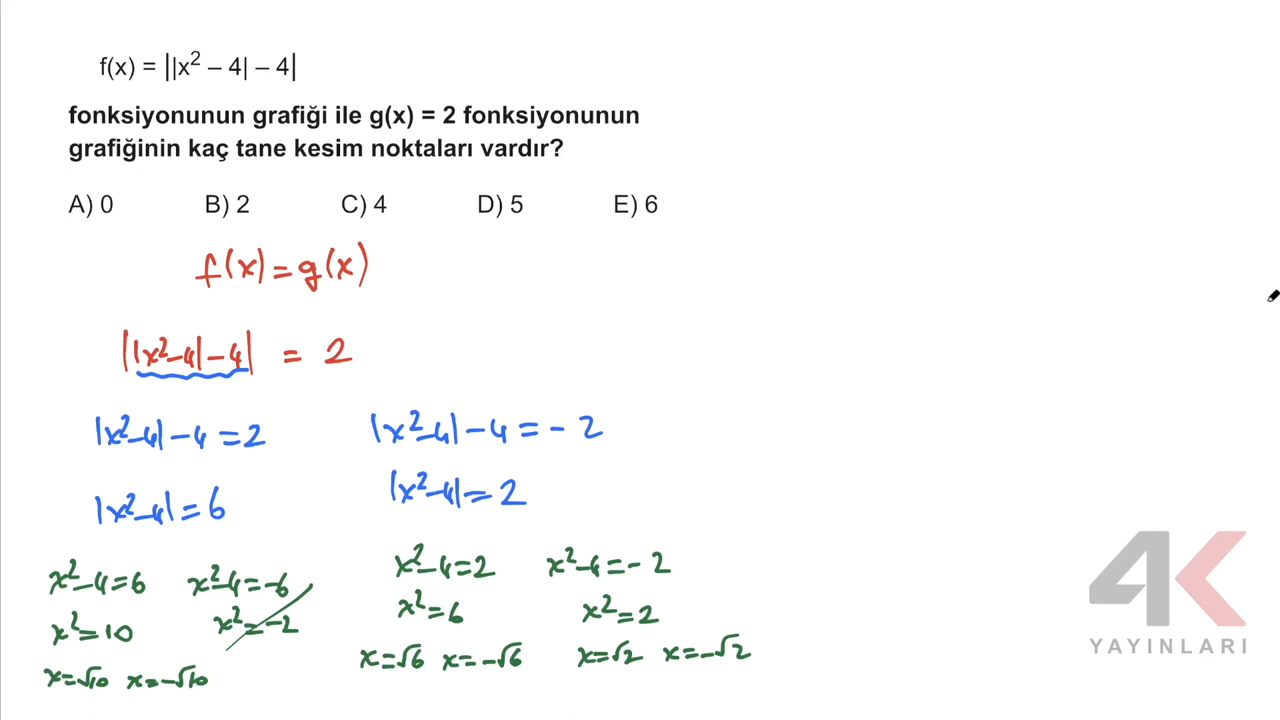 f(x) = ||x² – 4| – 4|
fonksiyonunun grafiği ile g(x) = 2 fonksiyonunun
grafiğinin kaç tane kesim noktaları vardır?
A) 0 B) 2 C) 4 D) 5 E) 6
f(x) = g(x)
||x²-4|-4| = 2
|x²-4|-4 = 2 |x²-4|-4 = -2
|x²-4| = 6 |x²-4| = 2
x²-4=6 x²-4=-6 x²-4=2 x²-4=-2
x²=10 x²=-2 x²=6 x²=2
x=√10 x=-√10 x=√6 x=-√6 x=√2 x=-√2
4K
YAYINLARI